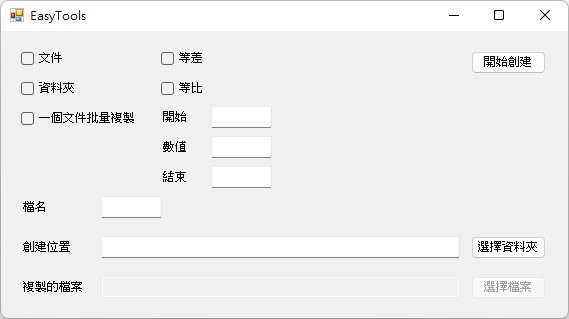 EasyTools
文件 等差 開始創建
資料夾 等比
一個文件批量複製 開始
數值
結束
檔名
創建位置 選擇資料夾
複製的檔案 選擇檔案